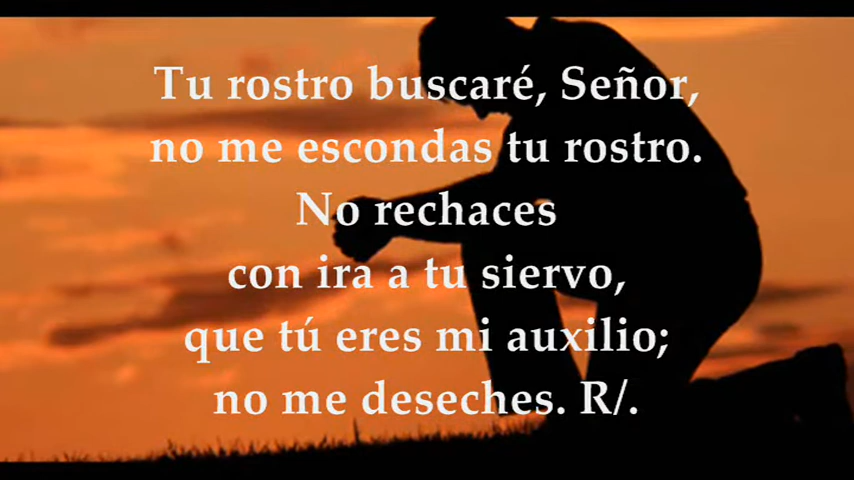 Tu rostro buscaré, Señor,
no me escondas tu rostro.
No rechaces
con ira a tu siervo,
que tú eres mi auxilio;
no me deseches. R/.